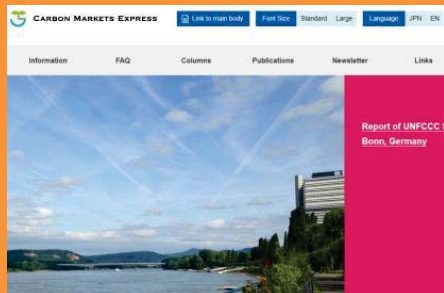 CARBON MARKETS EXPRESS
Link to main body
Font Size Standard Large
Language JPN EN
Information FAQ Columns Publications Newsletter Links
Report of UNFCCC
Bonn, Germany